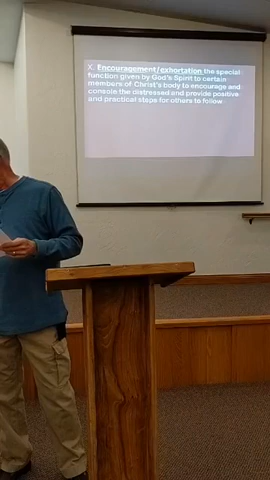 X. Encouragement/exhortation the special
function given by God's Spirit to certain
members of Christ's body to encourage and
console the distressed and provide positive
and practical steps for others to follow